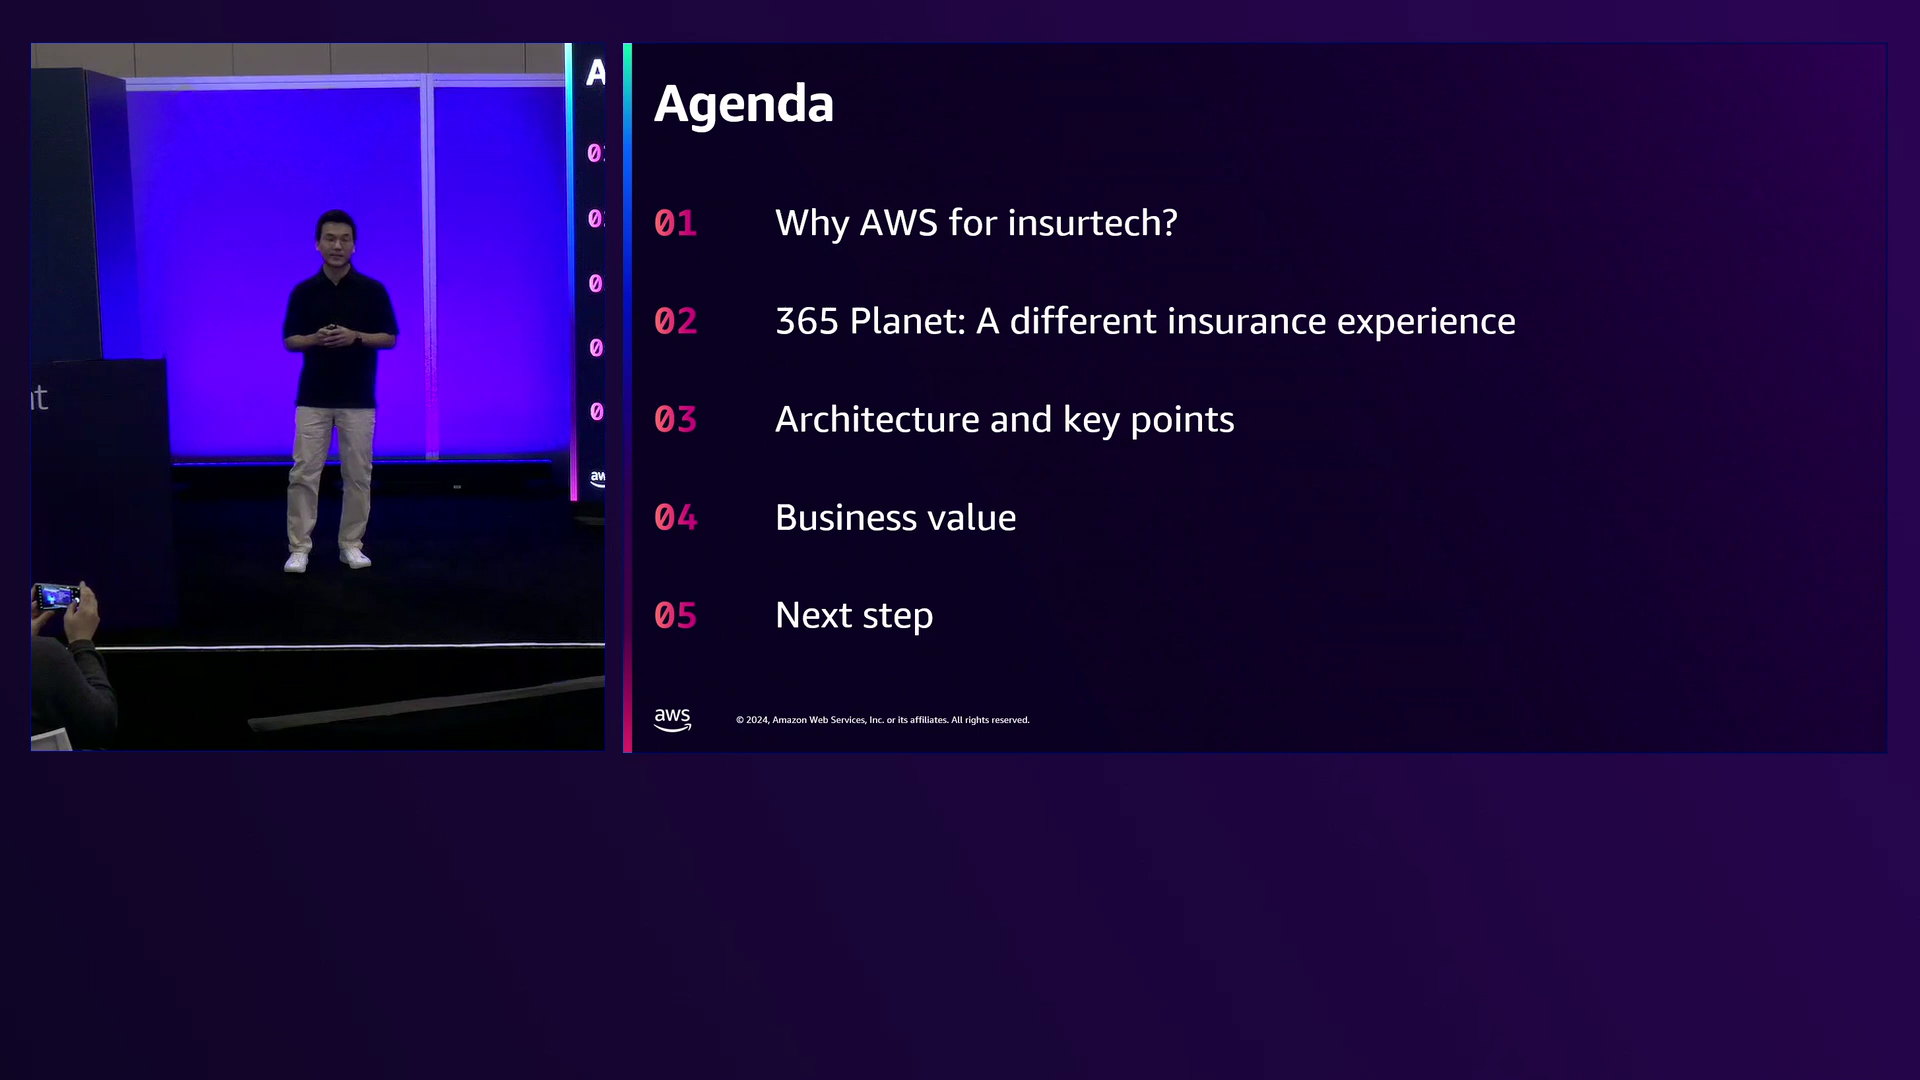 Agenda
01 Why AWS for insurtech?
02 365 Planet: A different insurance experience
03 Architecture and key points
04 Business value
05 Next step
aws
© 2024, Amazon Web Services, Inc. or its affiliates. All rights reserved.